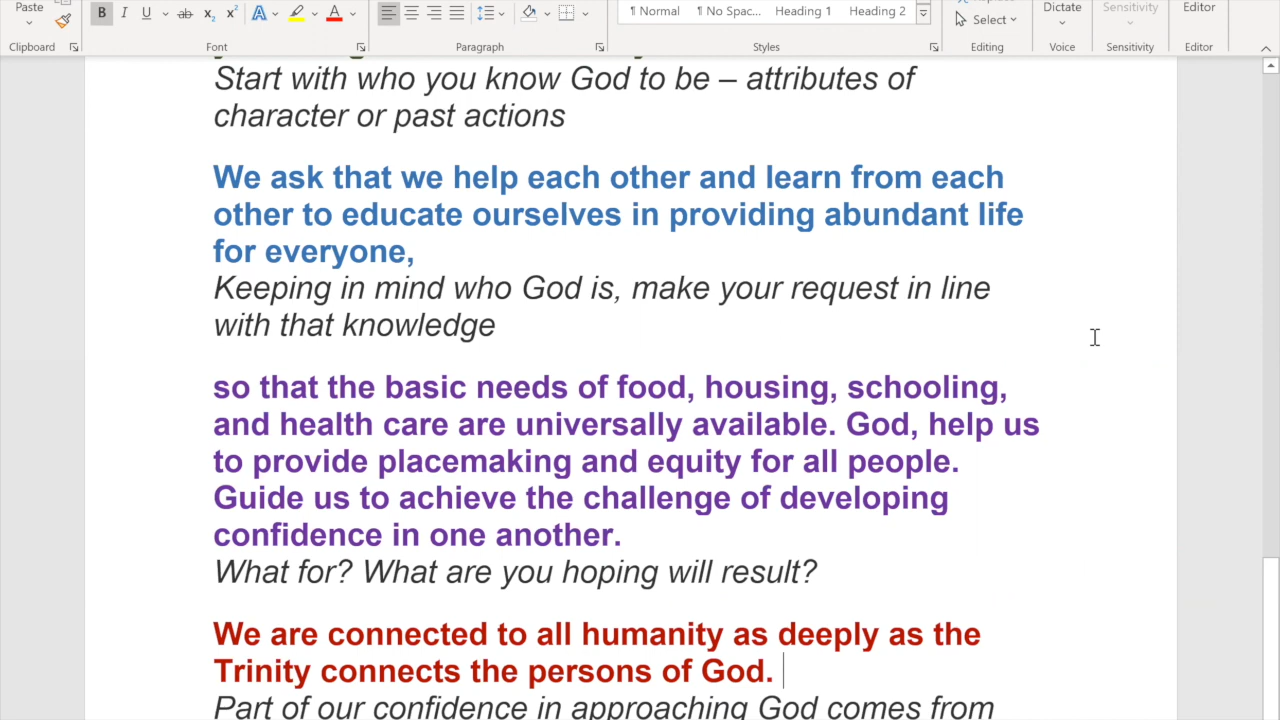 Paste
B I U ab x₂ x² A A
¶ Normal ¶ No Spac... Heading 1 Heading 2
Select
Dictate
Sensitivity
Editor
Clipboard Font Paragraph Styles Editing Voice Sensitivity Editor
Start with who you know God to be – attributes of
character or past actions
We ask that we help each other and learn from each
other to educate ourselves in providing abundant life
for everyone,
Keeping in mind who God is, make your request in line
with that knowledge
so that the basic needs of food, housing, schooling,
and health care are universally available. God, help us
to provide placemaking and equity for all people.
Guide us to achieve the challenge of developing
confidence in one another.
What for? What are you hoping will result?
We are connected to all humanity as deeply as the
Trinity connects the persons of God.
Part of our confidence in approaching God comes from